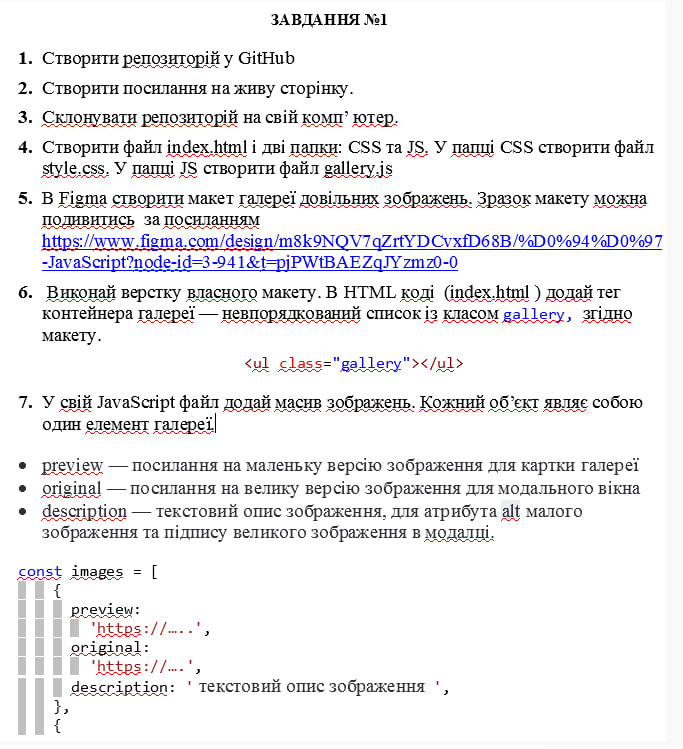 ЗАВДАННЯ №1
1. Створити репозиторій у GitHub
2. Створити посилання на живу сторінку.
3. Склонувати репозиторій на свій комп’ ютер.
4. Створити файл index.html і дві папки: CSS та JS. У папці CSS створити файл
style.css. У папці JS створити файл gallery.js
5. В Figma створити макет галереї довільних зображень. Зразок макету можна
подивитись за посиланням
https://www.figma.com/design/m8k9NQV7qZrtYDCvxfD68B/%D0%94%D0%97
-JavaScript?node-id=3-941&t=pjPWtBAEZqJYzmz0-0
6. Виконай верстку власного макету. В HTML коді (index.html ) додай тег
контейнера галереї — невпорядкований список із класом gallery, згідно
макету.
<ul class="gallery"></ul>
7. У свій JavaScript файл додай масив зображень. Кожний об’єкт являє собою
один елемент галереї.
• preview — посилання на маленьку версію зображення для картки галереї
• original — посилання на велику версію зображення для модального вікна
• description — текстовий опис зображення, для атрибута alt малого
зображення та підпису великого зображення в модалці.
const images = [
{
preview:
'https://…..',
original:
'https://….',
description: ' текстовий опис зображення ',
},
{